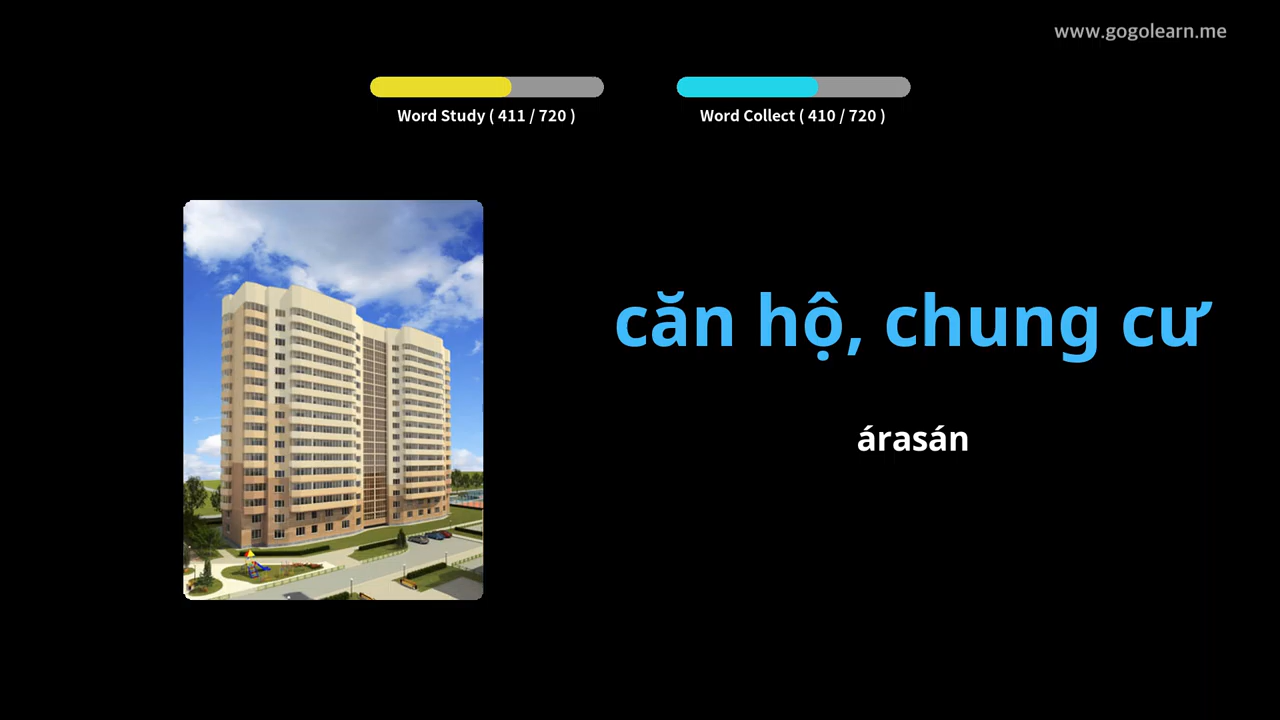 www.gogolearn.me
Word Study ( 411 / 720 )
Word Collect ( 410 / 720 )
căn hộ, chung cư
árasán